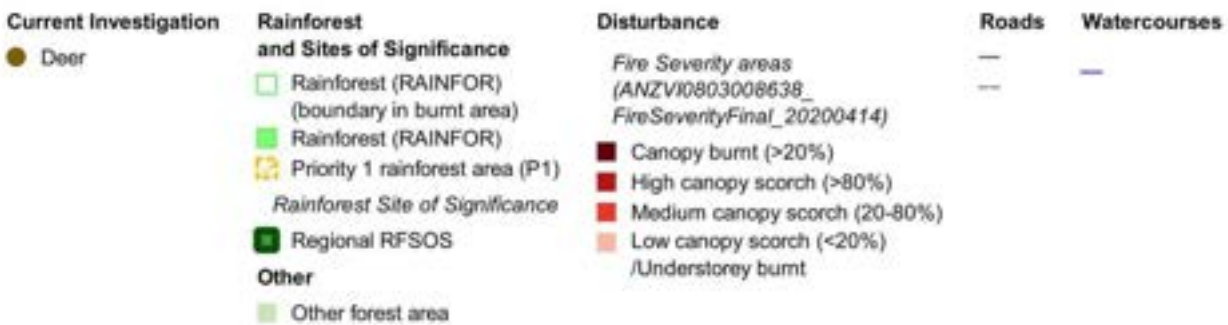 Current Investigation
Deer
Rainforest
and Sites of Significance
Rainforest (RAINFOR)
(boundary in burnt area)
Rainforest (RAINFOR)
Priority 1 rainforest area (P1)
Rainforest Site of Significance
Regional RFSOS
Other
Other forest area
Disturbance
Fire Severity areas
(ANZVI0803008638_
FireSeverityFinal_20200414)
Canopy burnt (>20%)
High canopy scorch (>80%)
Medium canopy scorch (20-80%)
Low canopy scorch (<20%)
/Understorey burnt
Roads
Watercourses